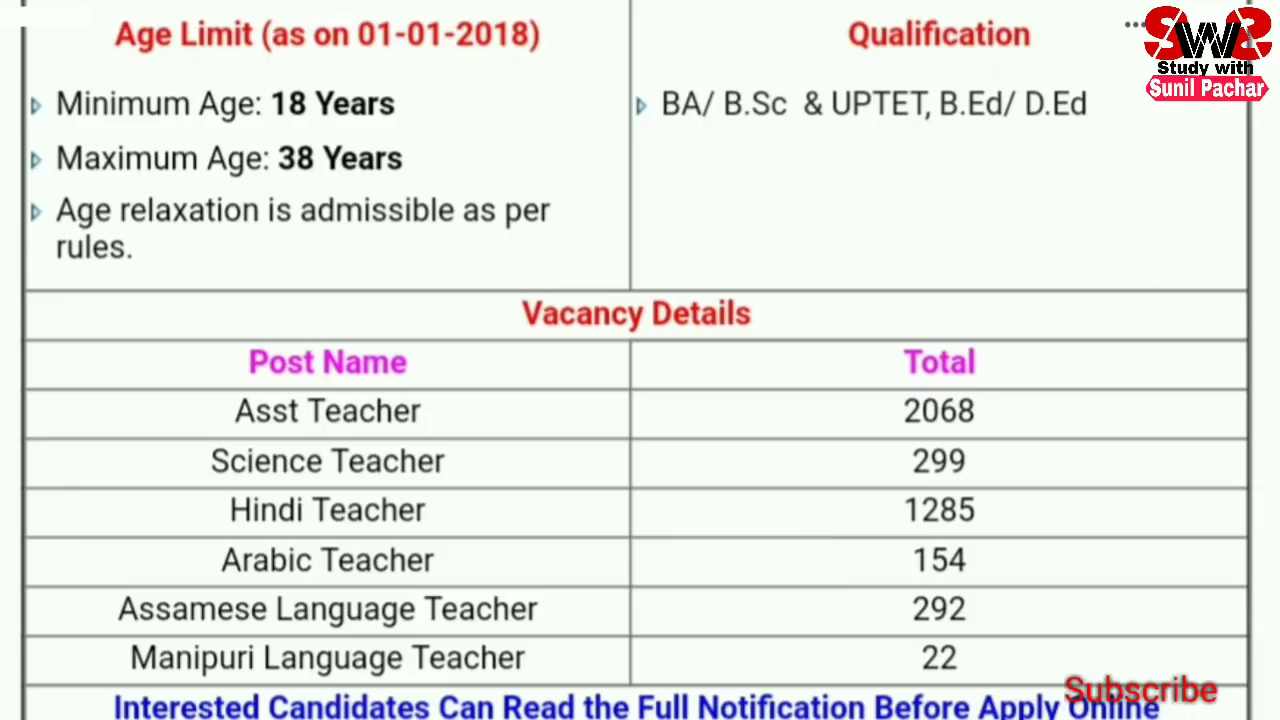 Age Limit (as on 01-01-2018)
Qualification
SWS
Study with
Sunil Pachar
Minimum Age: 18 Years
Maximum Age: 38 Years
Age relaxation is admissible as per
rules.
BA/ B.Sc & UPTET, B.Ed/ D.Ed
Vacancy Details
Post Name Total
Asst Teacher 2068
Science Teacher 299
Hindi Teacher 1285
Arabic Teacher 154
Assamese Language Teacher 292
Manipuri Language Teacher 22
Interested Candidates Can Read the Full Notification Before Apply Online
Subscribe